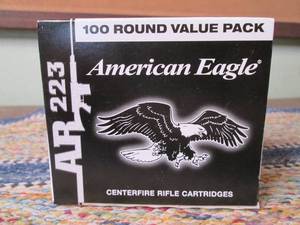 100 ROUND VALUE PACK
American Eagle®
AR 223
CENTERFIRE RIFLE CARTRIDGES